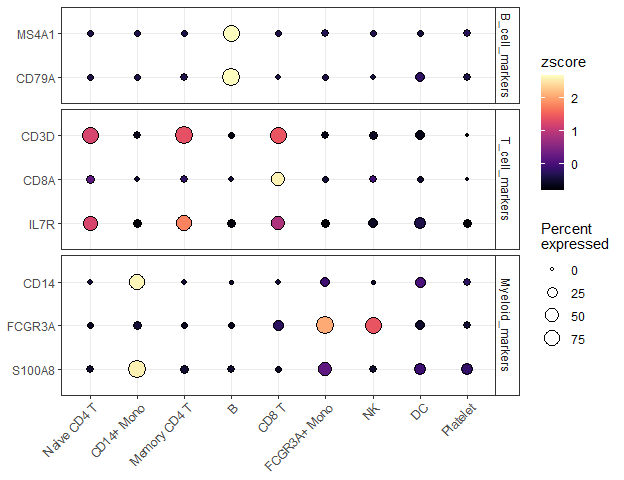 MS4A1
CD79A
B_cell_markers
CD3D
CD8A
IL7R
T_cell_markers
CD14
FCGR3A
S100A8
Myeloid_markers
Naive CD4 T
CD14+ Mono
Memory CD4 T
B
CD8 T
FCGR3A+ Mono
NK
DC
Platelet
zscore
2
1
0
Percent
expressed
0
25
50
75